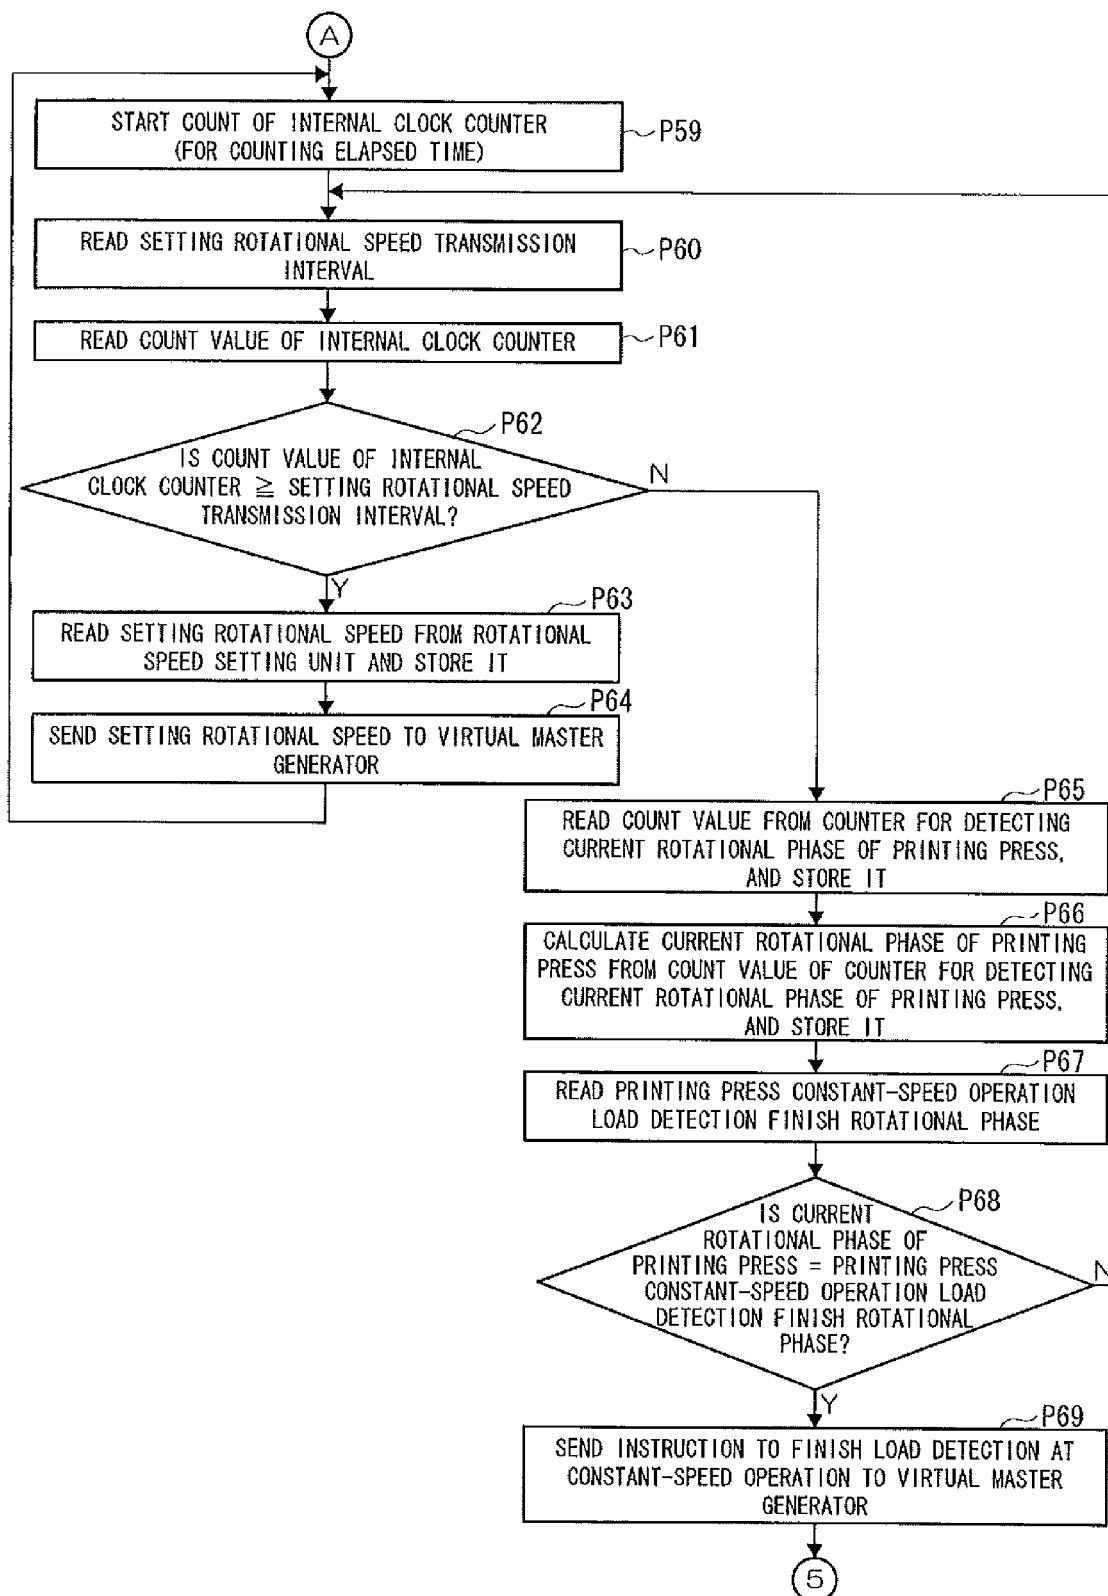 A
START COUNT OF INTERNAL CLOCK COUNTER
(FOR COUNTING ELAPSED TIME)
P59
READ SETTING ROTATIONAL SPEED TRANSMISSION
INTERVAL
P60
READ COUNT VALUE OF INTERNAL CLOCK COUNTER
P61
P62
IS COUNT VALUE OF INTERNAL
CLOCK COUNTER ≧ SETTING ROTATIONAL SPEED
TRANSMISSION INTERVAL?
N
Y
P63
READ SETTING ROTATIONAL SPEED FROM ROTATIONAL
SPEED SETTING UNIT AND STORE IT
P64
SEND SETTING ROTATIONAL SPEED TO VIRTUAL MASTER
GENERATOR
P65
READ COUNT VALUE FROM COUNTER FOR DETECTING
CURRENT ROTATIONAL PHASE OF PRINTING PRESS,
AND STORE IT
P66
CALCULATE CURRENT ROTATIONAL PHASE OF PRINTING
PRESS FROM COUNT VALUE OF COUNTER FOR DETECTING
CURRENT ROTATIONAL PHASE OF PRINTING PRESS,
AND STORE IT
P67
READ PRINTING PRESS CONSTANT-SPEED OPERATION
LOAD DETECTION FINISH ROTATIONAL PHASE
P68
IS CURRENT
ROTATIONAL PHASE OF
PRINTING PRESS = PRINTING PRESS
CONSTANT-SPEED OPERATION LOAD
DETECTION FINISH ROTATIONAL
PHASE?
N
Y
P69
SEND INSTRUCTION TO FINISH LOAD DETECTION AT
CONSTANT-SPEED OPERATION TO VIRTUAL MASTER
GENERATOR
5